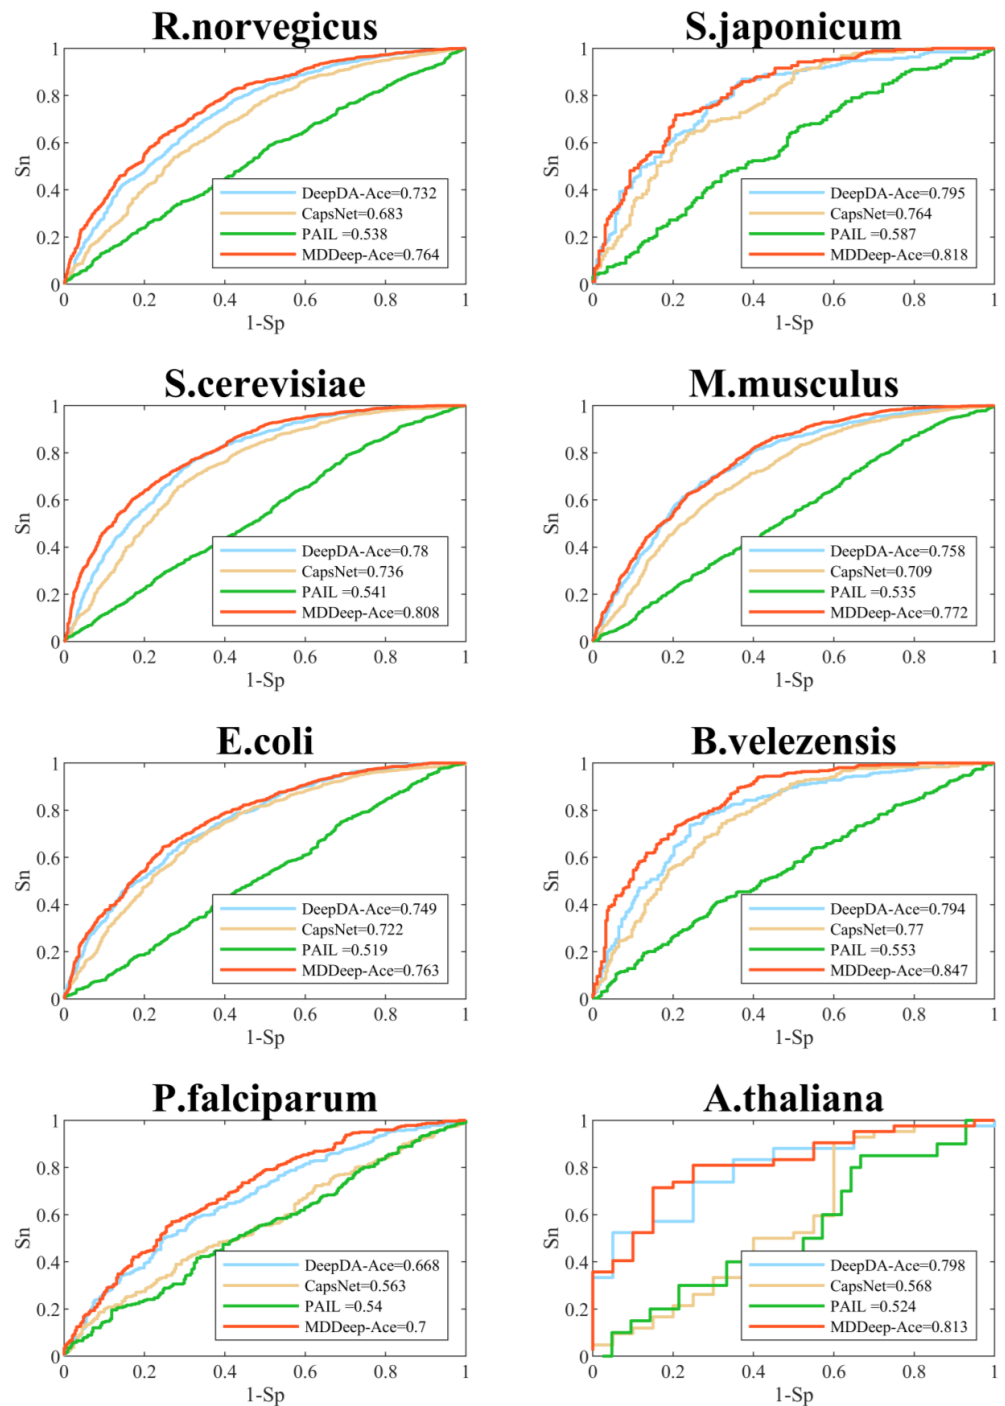 R.norvegicus
1
0.8
0.6
0.4
0.2
0
Sn
DeepDA-Ace=0.732
CapsNet=0.683
PAIL =0.538
MDDeep-Ace=0.764
0 0.2 0.4 0.6 0.8 1
1-Sp
S.japonicum
1
0.8
0.6
0.4
0.2
0
Sn
DeepDA-Ace=0.795
CapsNet=0.764
PAIL =0.587
MDDeep-Ace=0.818
0 0.2 0.4 0.6 0.8 1
1-Sp
S.cerevisiae
1
0.8
0.6
0.4
0.2
0
Sn
DeepDA-Ace=0.78
CapsNet=0.736
PAIL =0.541
MDDeep-Ace=0.808
0 0.2 0.4 0.6 0.8 1
1-Sp
M.musculus
1
0.8
0.6
0.4
0.2
0
Sn
DeepDA-Ace=0.758
CapsNet=0.709
PAIL =0.535
MDDeep-Ace=0.772
0 0.2 0.4 0.6 0.8 1
1-Sp
E.coli
1
0.8
0.6
0.4
0.2
0
Sn
DeepDA-Ace=0.749
CapsNet=0.722
PAIL =0.519
MDDeep-Ace=0.763
0 0.2 0.4 0.6 0.8 1
1-Sp
B.velezensis
1
0.8
0.6
0.4
0.2
0
Sn
DeepDA-Ace=0.794
CapsNet=0.77
PAIL =0.553
MDDeep-Ace=0.847
0 0.2 0.4 0.6 0.8 1
1-Sp
P.falciparum
1
0.8
0.6
0.4
0.2
0
Sn
DeepDA-Ace=0.668
CapsNet=0.563
PAIL =0.54
MDDeep-Ace=0.7
0 0.2 0.4 0.6 0.8 1
1-Sp
A.thaliana
1
0.8
0.6
0.4
0.2
0
Sn
DeepDA-Ace=0.798
CapsNet=0.568
PAIL =0.524
MDDeep-Ace=0.813
0 0.2 0.4 0.6 0.8 1
1-Sp